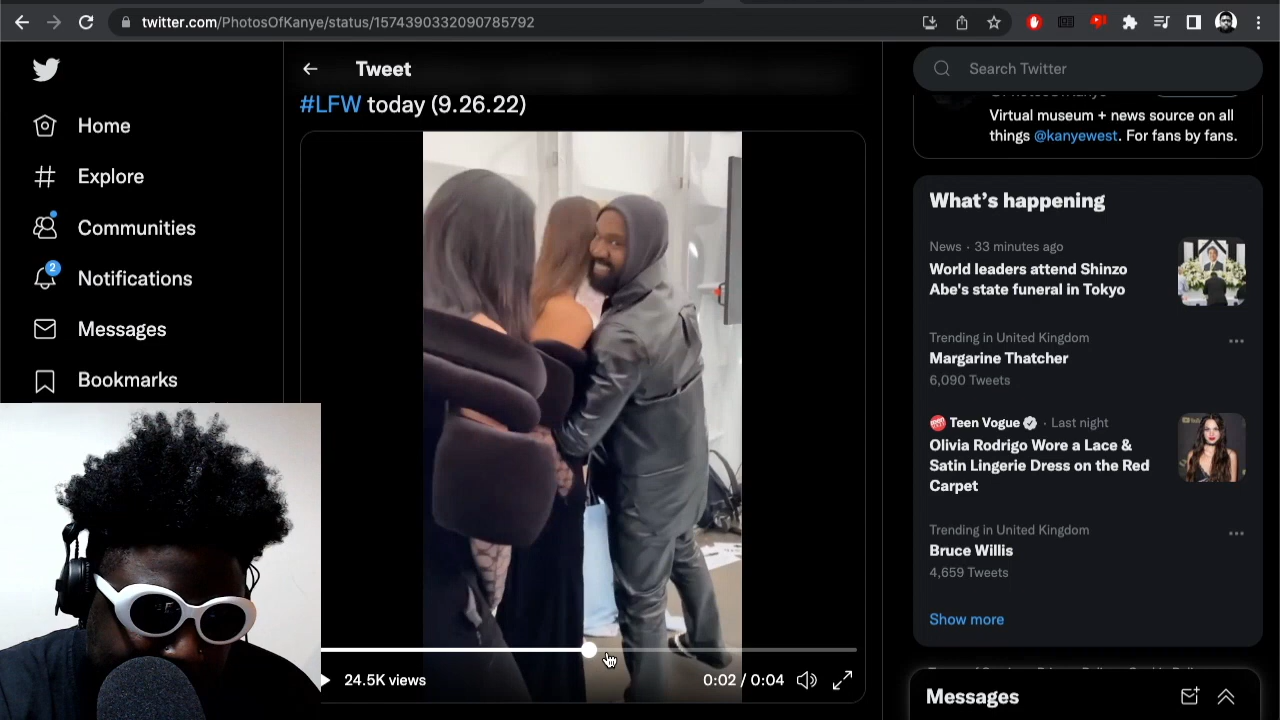 twitter.com/PhotosOfKanye/status/1574390332090785792
Home
Explore
Communities
2
Notifications
Messages
Bookmarks
Tweet
#LFW today (9.26.22)
24.5K views
0:02 / 0:04
Search Twitter
Virtual museum + news source on all
things @kanyewest. For fans by fans.
What's happening
News · 33 minutes ago
World leaders attend Shinzo
Abe's state funeral in Tokyo
Trending in United Kingdom
Margarine Thatcher
6,090 Tweets
Teen Vogue · Last night
Olivia Rodrigo Wore a Lace &
Satin Lingerie Dress on the Red
Carpet
Trending in United Kingdom
Bruce Willis
4,659 Tweets
Show more
Messages